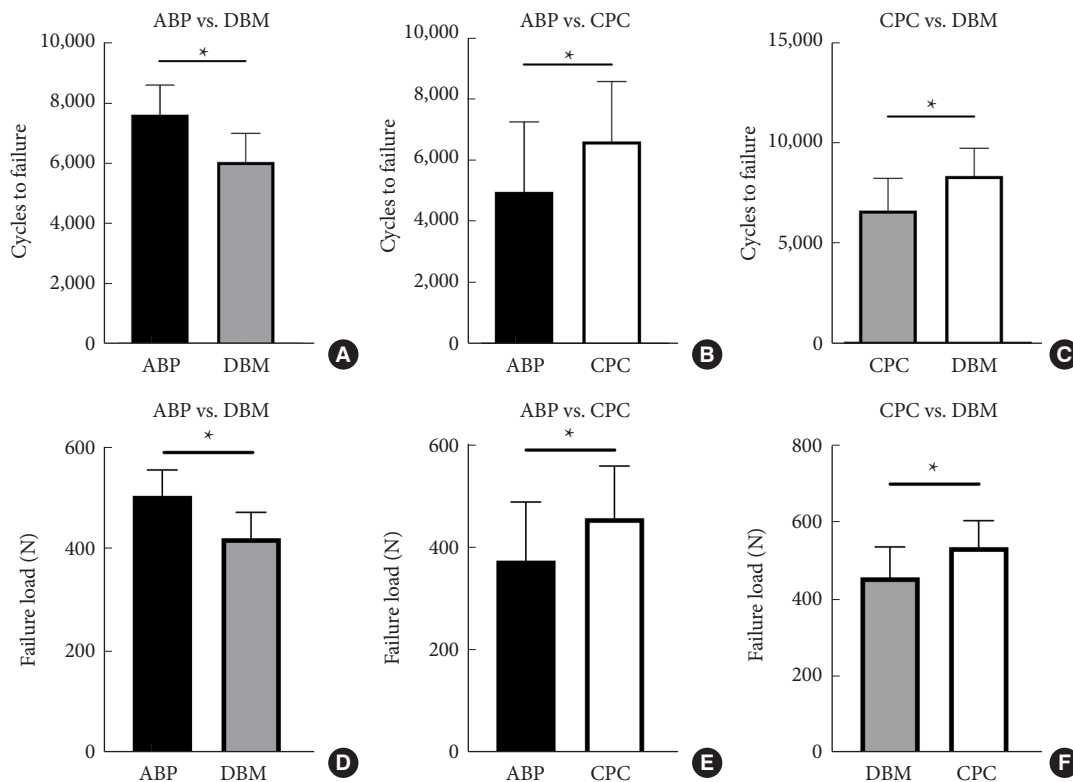 ABP vs. DBM
10,000
8,000
6,000
4,000
2,000
0
Cycles to failure
*
ABP DBM
A
ABP vs. CPC
10,000
8,000
6,000
4,000
2,000
0
Cycles to failure
*
ABP CPC
B
CPC vs. DBM
15,000
10,000
5,000
0
Cycles to failure
*
CPC DBM
C
ABP vs. DBM
600
400
200
0
Failure load (N)
*
ABP DBM
D
ABP vs. CPC
600
400
200
0
Failure load (N)
*
ABP CPC
E
CPC vs. DBM
800
600
400
200
0
Failure load (N)
*
DBM CPC
F